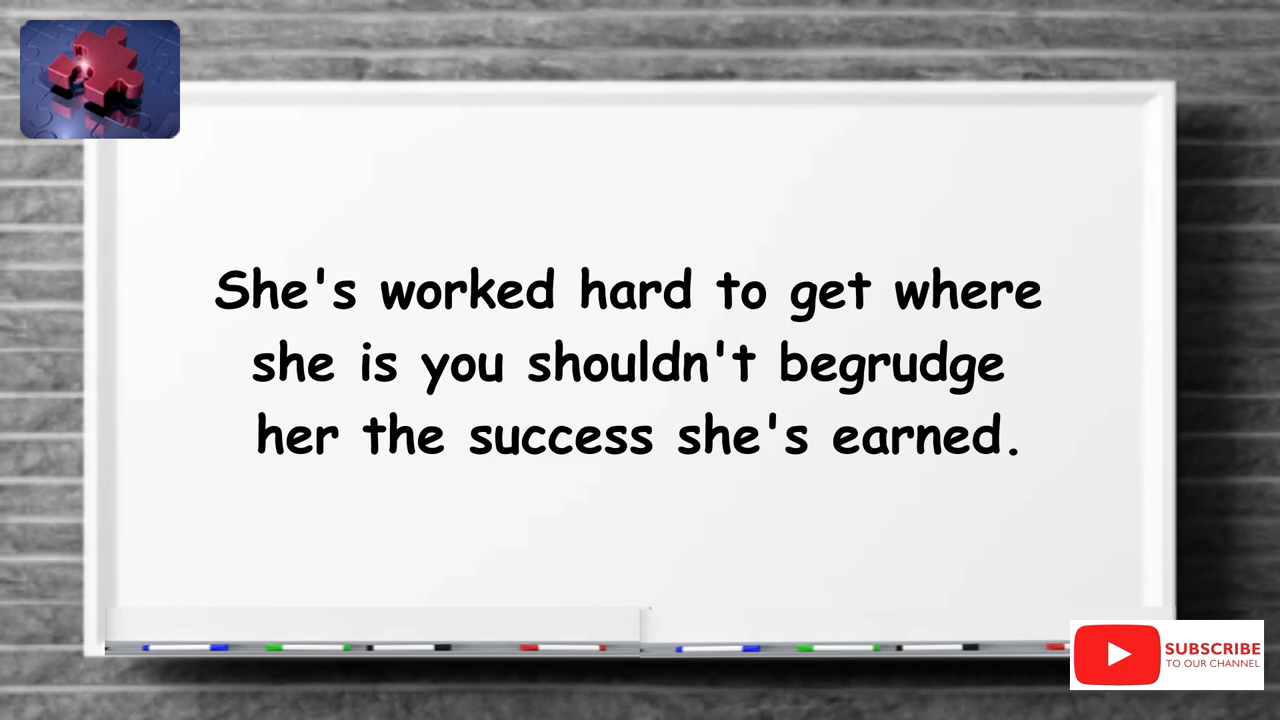 She's worked hard to get where
she is you shouldn't begrudge
her the success she's earned.
SUBSCRIBE
TO OUR CHANNEL